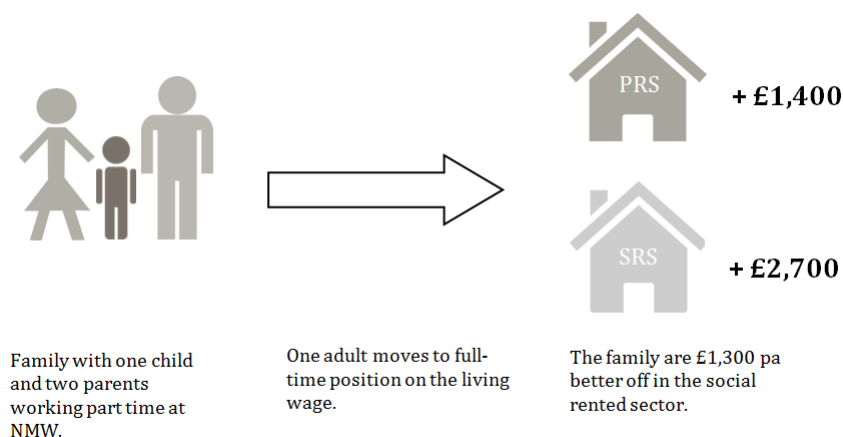 PRS
+ £1,400
SRS
+ £2,700
Family with one child
and two parents
working part time at
NMW.
One adult moves to full-
time position on the living
wage.
The family are £1,300 pa
better off in the social
rented sector.